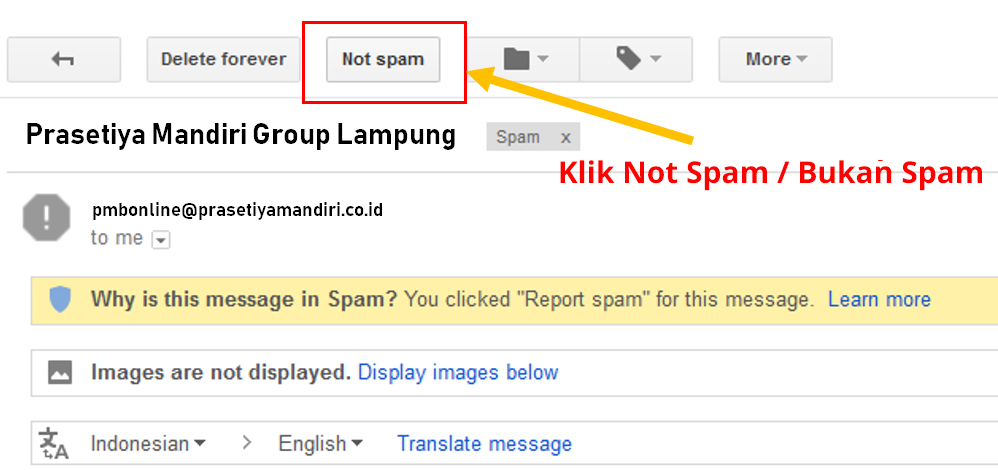 Delete forever Not spam More
Prasetiya Mandiri Group Lampung Spam x
Klik Not Spam / Bukan Spam
pmbonline@prasetiyamandiri.co.id
to me
Why is this message in Spam? You clicked "Report spam" for this message. Learn more
Images are not displayed. Display images below
Indonesian > English Translate message